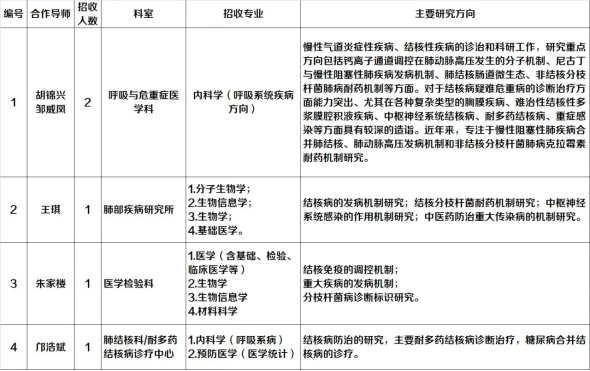 编号 合作导师 招收人数 科室 招收专业 主要研究方向
1
胡锦兴
邹威凤
2
呼吸与危重症医
学科
内科学（呼吸系统疾病
方向）
慢性气道炎症性疾病、结核性疾病的诊治和科研工作，研究重点
方向包括钙离子通道调控在肺动脉高压发生的分子机制、尼古丁
与慢性阻塞性肺疾病发病机制、肺结核肠道微生态、非结核分枝
杆菌肺病耐药机制等方面。对于结核病疑难危重病的诊断治疗方
面能力突出、尤其在各种复杂类型的胸膜疾病、难治性结核性多
浆膜腔积液疾病、中枢神经系统结核病、耐多药结核病、重症感
染等方面具有较深的造诣。近年来，专注于慢性阻塞性肺疾病合
并肺结核、肺动脉高压发病机制和非结核分枝杆菌肺病克拉霉素
耐药机制研究。
2
王琪
1
肺部疾病研究所
1.分子生物学；
2.生物信息学；
3.生物学；
4.基础医学。
结核病的发病机制研究；结核分枝杆菌耐药机制研究；中枢神经
系统感染的作用机制研究；中医药防治重大传染病的机制研究。
3
朱家楼
1
医学检验科
1.医学（含基础、检验、
临床医学等）
2.生物学
3.生物信息学
4.材料科学
结核免疫的调控机制；
重大疾病的发病机制；
分枝杆菌病诊断标识研究。
4
邝浩斌
1
肺结核科/耐多药
结核病诊疗中心
1.内科学（呼吸系病）
2.预防医学（医学统计）
结核病防治的研究，主要耐多药结核病诊断治疗，糖尿病合并结
核病的诊疗。